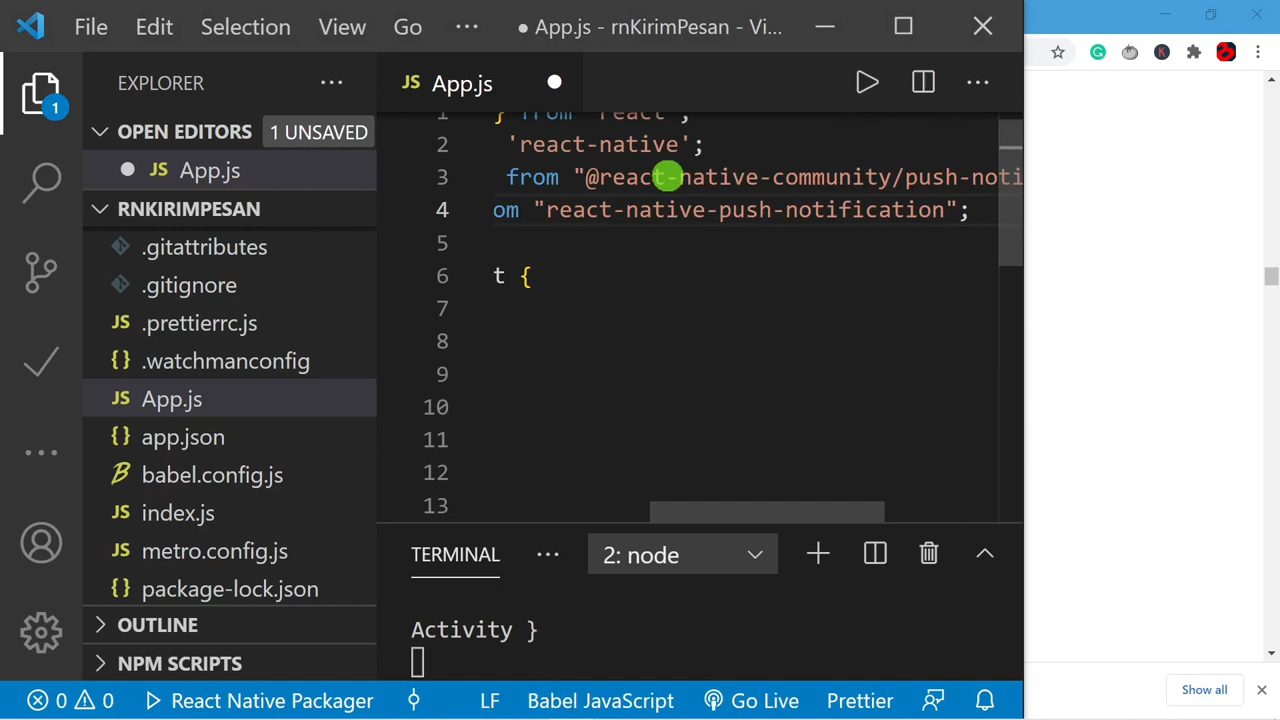 File Edit Selection View Go ··· ● App.js - rnKirimPesan - Vi...
EXPLORER ···
OPEN EDITORS 1 UNSAVED
JS App.js
RNKIRIMPESAN
.gitattributes
.gitignore
JS .prettierrc.js
{} .watchmanconfig
JS App.js
{} app.json
babel.config.js
JS index.js
JS metro.config.js
package-lock.json
OUTLINE
NPM SCRIPTS
1
JS App.js
1 } from 'react';
2 'react-native';
3 from "@react-native-community/push-noti
4 om "react-native-push-notification";
5
6 t {
7
8
9
10
11
12
13
TERMINAL ··· 2: node
Activity }
0 0 React Native Packager LF Babel JavaScript Go Live Prettier
K
Show all